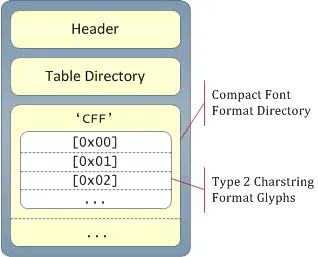 Header
Table Directory
‘CFF’
[0x00]
[0x01]
[0x02]
...
...
Compact Font
Format Directory
Type 2 Charstring
Format Glyphs